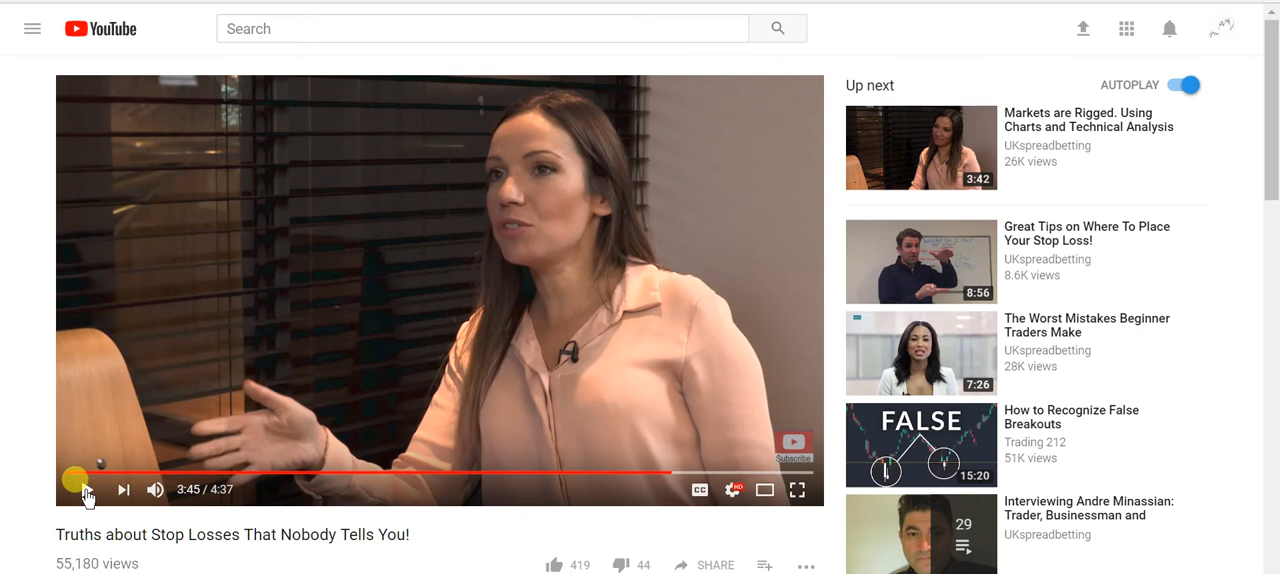 YouTube
Search
Up next
AUTOPLAY
Markets are Rigged. Using
Charts and Technical Analysis
UKspreadbetting
26K views
3:42
Great Tips on Where To Place
Your Stop Loss!
UKspreadbetting
8.6K views
8:56
The Worst Mistakes Beginner
Traders Make
UKspreadbetting
28K views
7:26
How to Recognize False
Breakouts
Trading 212
51K views
FALSE
15:20
Interviewing Andre Minassian:
Trader, Businessman and
UKspreadbetting
29
Subscribe
3:45 / 4:37
CC
HD
Truths about Stop Losses That Nobody Tells You!
55,180 views
419
44
SHARE